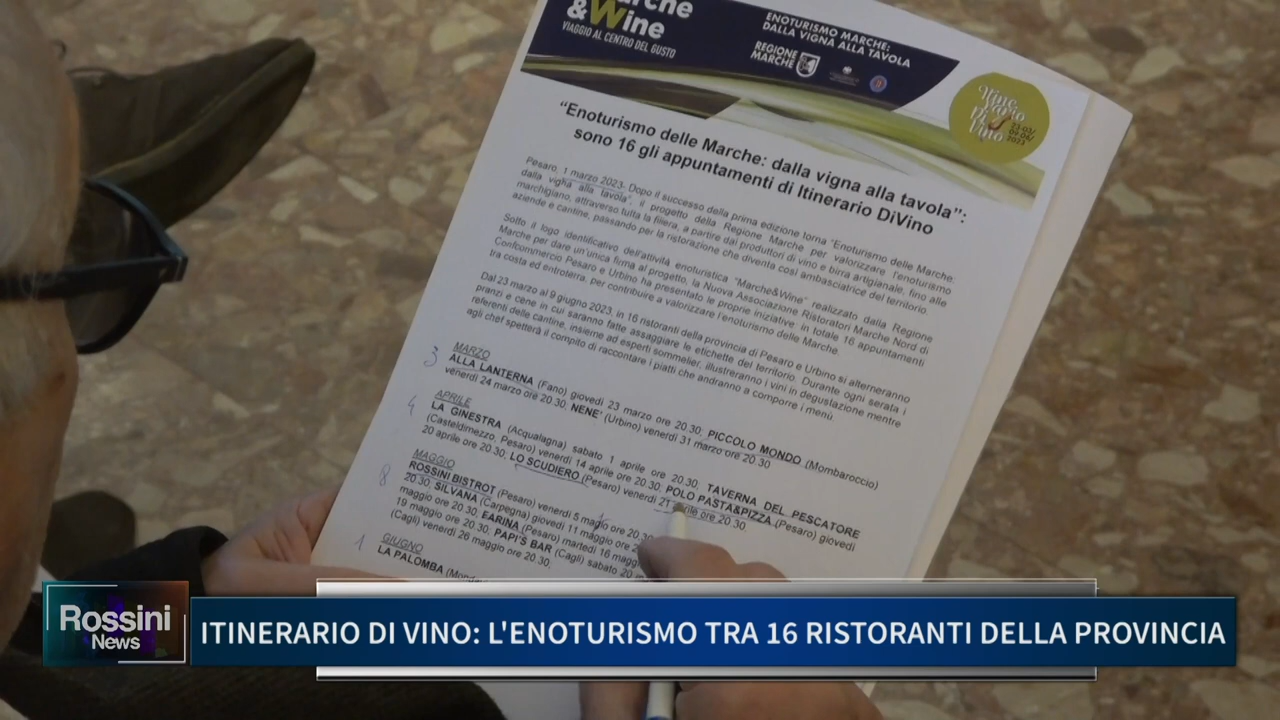 arche
&Wine
VIAGGIO AL CENTRO DEL GUSTO
ENOTURISMO MARCHE:
DALLA VIGNA ALLA TAVOLA
REGIONE
MARCHE
Itine
rario
Di
Vino
23-03/
09-06/
2023
"Enoturismo delle Marche: dalla vigna alla tavola":
sono 16 gli appuntamenti di Itinerario DiVino
Pesaro, 1 marzo 2023- Dopo il successo della prima edizione torna "Enoturismo delle Marche:
dalla vigna alla tavola", il progetto della Regione Marche per valorizzare l'enoturismo
marchigiano, attraverso tutta la filiera, a partire dai produttori di vino e birra artigianale, fino alle
aziende e cantine, passando per la ristorazione che diventa così ambasciatrice del territorio.
Sotto il logo identificativo dell'attività enoturistica "Marche&Wine" realizzato dalla Regione
Marche per dare un'unica firma al progetto, la Nuova Associazione Ristoratori Marche Nord di
Confcommercio Pesaro e Urbino ha presentato le proprie iniziative: in totale 16 appuntamenti
tra costa ed entroterra, per contribuire a valorizzare l'enoturismo delle Marche.
Dal 23 marzo al 9 giugno 2023, in 16 ristoranti della provincia di Pesaro e Urbino si alterneranno
pranzi e cene in cui saranno fatte assaggiare le etichette del territorio. Durante ogni serata i
referenti delle cantine, insieme ad esperti sommelier, illustreranno i vini in degustazione mentre
agli chef spetterà il compito di raccontare i piatti che andranno a comporre i menù.
3 MARZO
ALLA LANTERNA (Fano) giovedì 23 marzo ore 20.30; PICCOLO MONDO (Mombaroccio)
venerdì 24 marzo ore 20.30; NENE' (Urbino) venerdì 31 marzo ore 20.30
4 APRILE
LA GINESTRA (Acqualagna) sabato 1 aprile ore 20.30; TAVERNA DEL PESCATORE
(Casteldimezzo, Pesaro) venerdì 14 aprile ore 20.30; POLO PASTA&PIZZA (Pesaro) giovedì
20 aprile ore 20.30; LO SCUDIERO (Pesaro) venerdì 21 aprile ore 20.30
8 MAGGIO
ROSSINI BISTROT (Pesaro) venerdì 5 maggio ore 20.30
20.30; SILVANA (Carpegna) giovedì 11 maggio ore 2
19 maggio ore 20.30; FARINA (Pesaro) martedì 16 maggi
(Cagli) venerdì 26 maggio ore 20.30; PAPI'S BAR (Cagli) sabato 20 m
1 GIUGNO
LA PALOMBA
Rossini
News
ITINERARIO DI VINO: L'ENOTURISMO TRA 16 RISTORANTI DELLA PROVINCIA